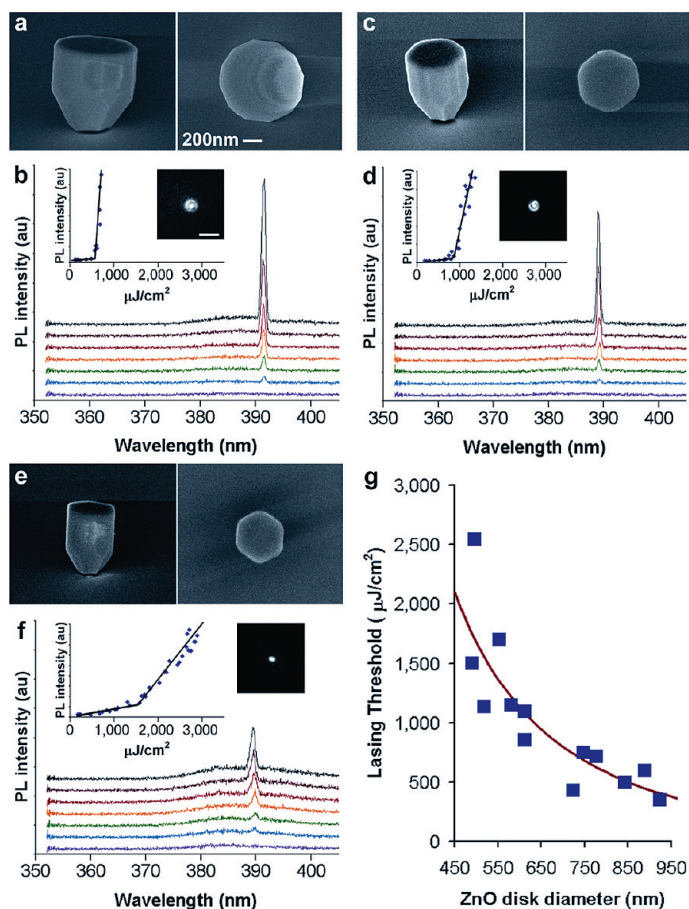 a
c
200nm
b
PL intensity (au)
0
1,000
2,000
3,000
μJ/cm²
PL intensity (au)
350
360
370
380
390
400
Wavelength (nm)
d
PL intensity (au)
0
1,000
2,000
3,000
μJ/cm²
PL intensity (au)
350
360
370
380
390
400
Wavelength (nm)
e
f
PL intensity (au)
0
1,000
2,000
3,000
μJ/cm²
PL intensity (au)
350
360
370
380
390
400
Wavelength (nm)
g
Lasing Threshold ( μJ/cm²)
3,000
2,500
2,000
1,500
1,000
500
0
450
550
650
750
850
950
ZnO disk diameter (nm)